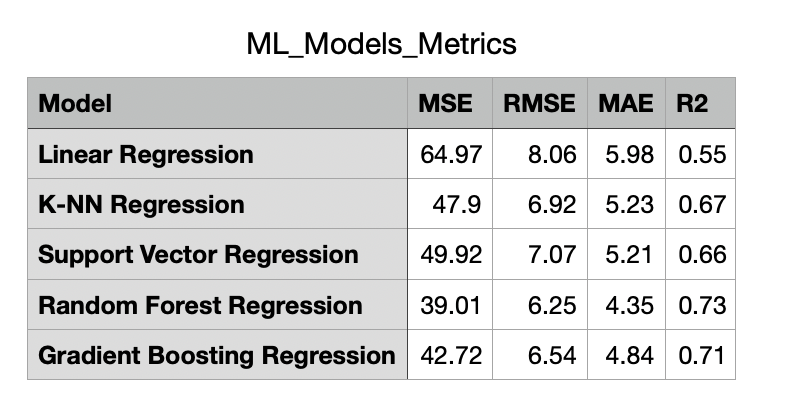 ML_Models_Metrics
Model MSE RMSE MAE R2
Linear Regression 64.97 8.06 5.98 0.55
K-NN Regression 47.9 6.92 5.23 0.67
Support Vector Regression 49.92 7.07 5.21 0.66
Random Forest Regression 39.01 6.25 4.35 0.73
Gradient Boosting Regression 42.72 6.54 4.84 0.71